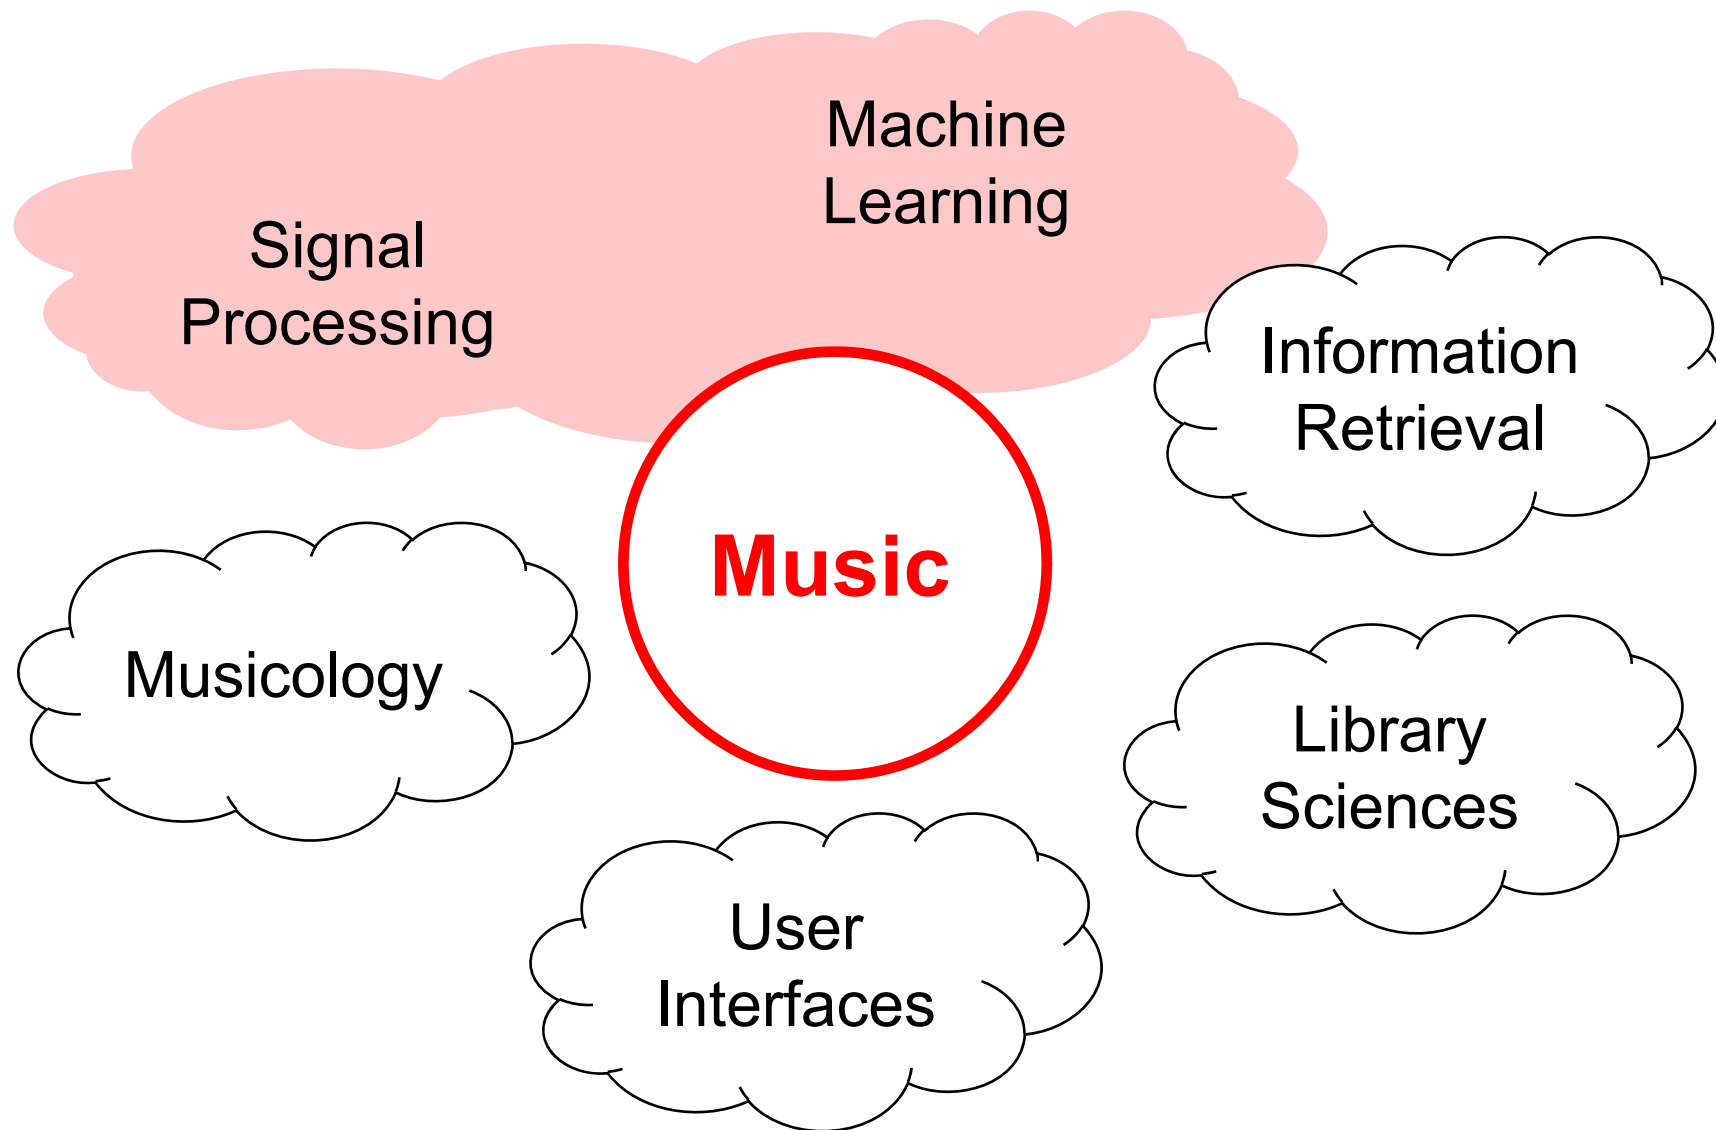 Machine
Learning
Signal
Processing
Information
Retrieval
Music
Musicology
Library
Sciences
User
Interfaces